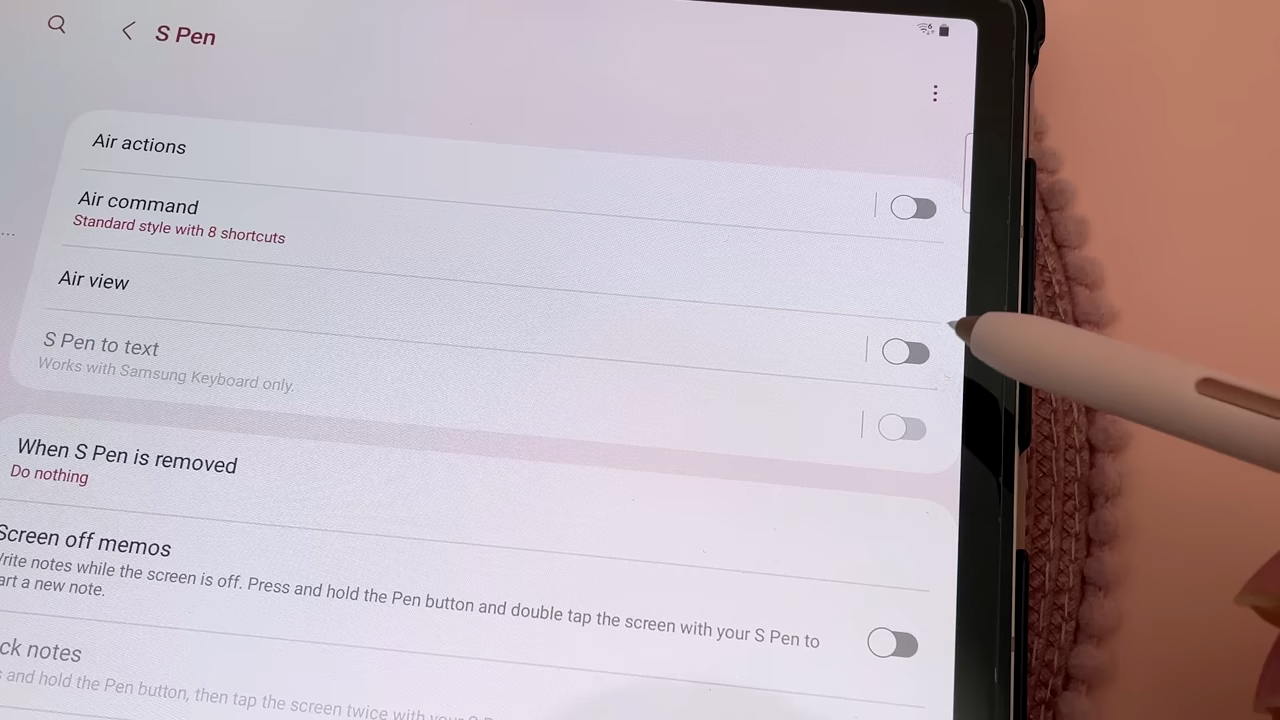 S Pen
Air actions
Air command
Standard style with 8 shortcuts
Air view
S Pen to text
Works with Samsung Keyboard only.
When S Pen is removed
Do nothing
Screen off memos
Write notes while the screen is off. Press and hold the Pen button and double tap the screen with your S Pen to
art a new note.
ck notes
and hold the Pen button, then tap the screen twice with your S